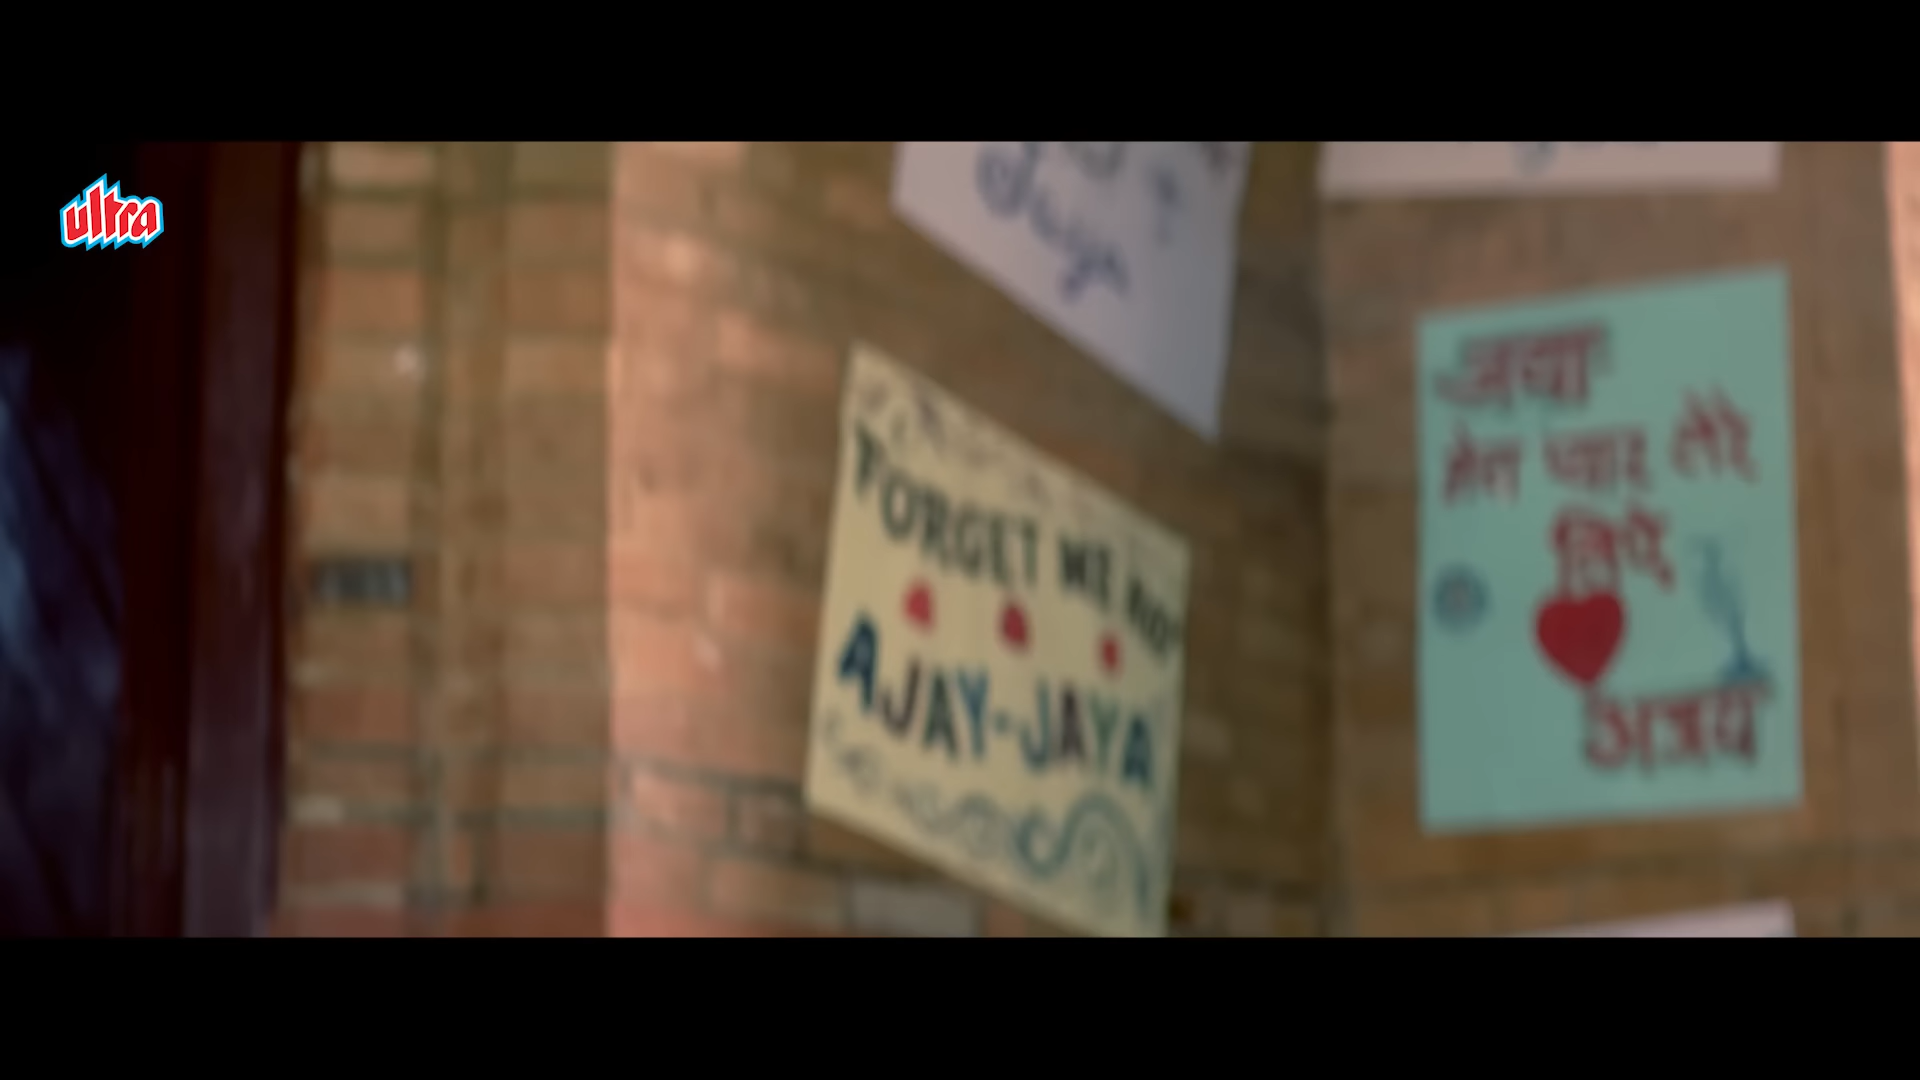 ultra
FORGET ME NOT
AJAY-JAYA
जया
मेरा प्यार तेरे
लिये
अजय